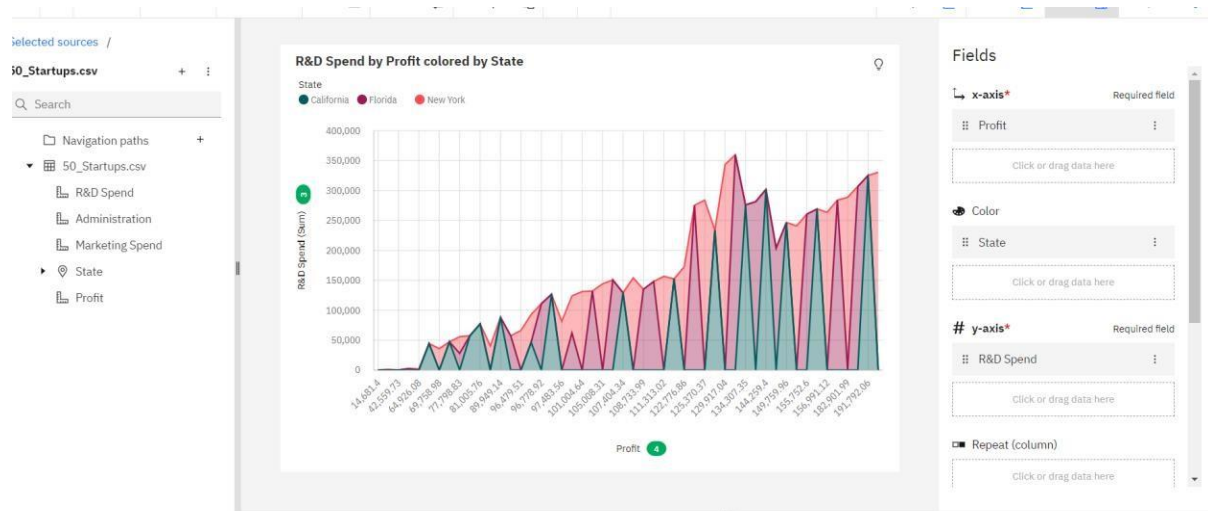 Selected sources /
50_Startups.csv
Search
Navigation paths
50_Startups.csv
R&D Spend
Administration
Marketing Spend
State
Profit
R&D Spend by Profit colored by State
State
California Florida New York
400,000
350,000
300,000
250,000
200,000
150,000
100,000
50,000
0
R&D Spend (Sum) 3
14,681.4 42,559.73 64,926.08 69,758.98 77,798.83 81,005.76 89,949.14 96,479.51 96,778.92 97,483.56 101,004.64 105,008.31 107,404.34 108,733.99 111,313.02 122,776.86 125,370.37 129,917.04 134,307.35 144,259.4 149,759.96 155,752.6 156,991.12 182,901.99 191,792.06
Profit 4
Fields
x-axis* Required field
Profit
Click or drag data here
Color
State
Click or drag data here
# y-axis* Required field
R&D Spend
Click or drag data here
Repeat (column)
Click or drag data here